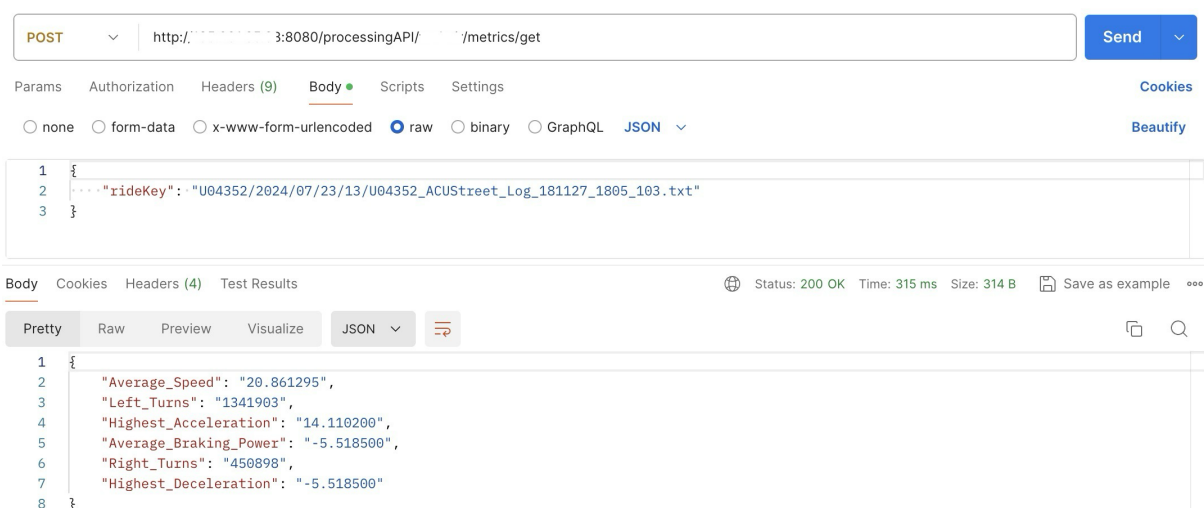 POST http:/ 3:8080/processingAPI/ /metrics/get Send
Params Authorization Headers (9) Body Scripts Settings Cookies
none form-data x-www-form-urlencoded raw binary GraphQL JSON Beautify
1 {
2 "rideKey": "U04352/2024/07/23/13/U04352_ACUStreet_Log_181127_1805_103.txt"
3 }
Body Cookies Headers (4) Test Results Status: 200 OK Time: 315 ms Size: 314 B Save as example
Pretty Raw Preview Visualize JSON
1 {
2 "Average_Speed": "20.861295",
3 "Left_Turns": "1341903",
4 "Highest_Acceleration": "14.110200",
5 "Average_Braking_Power": "-5.518500",
6 "Right_Turns": "450898",
7 "Highest_Deceleration": "-5.518500"
8 }